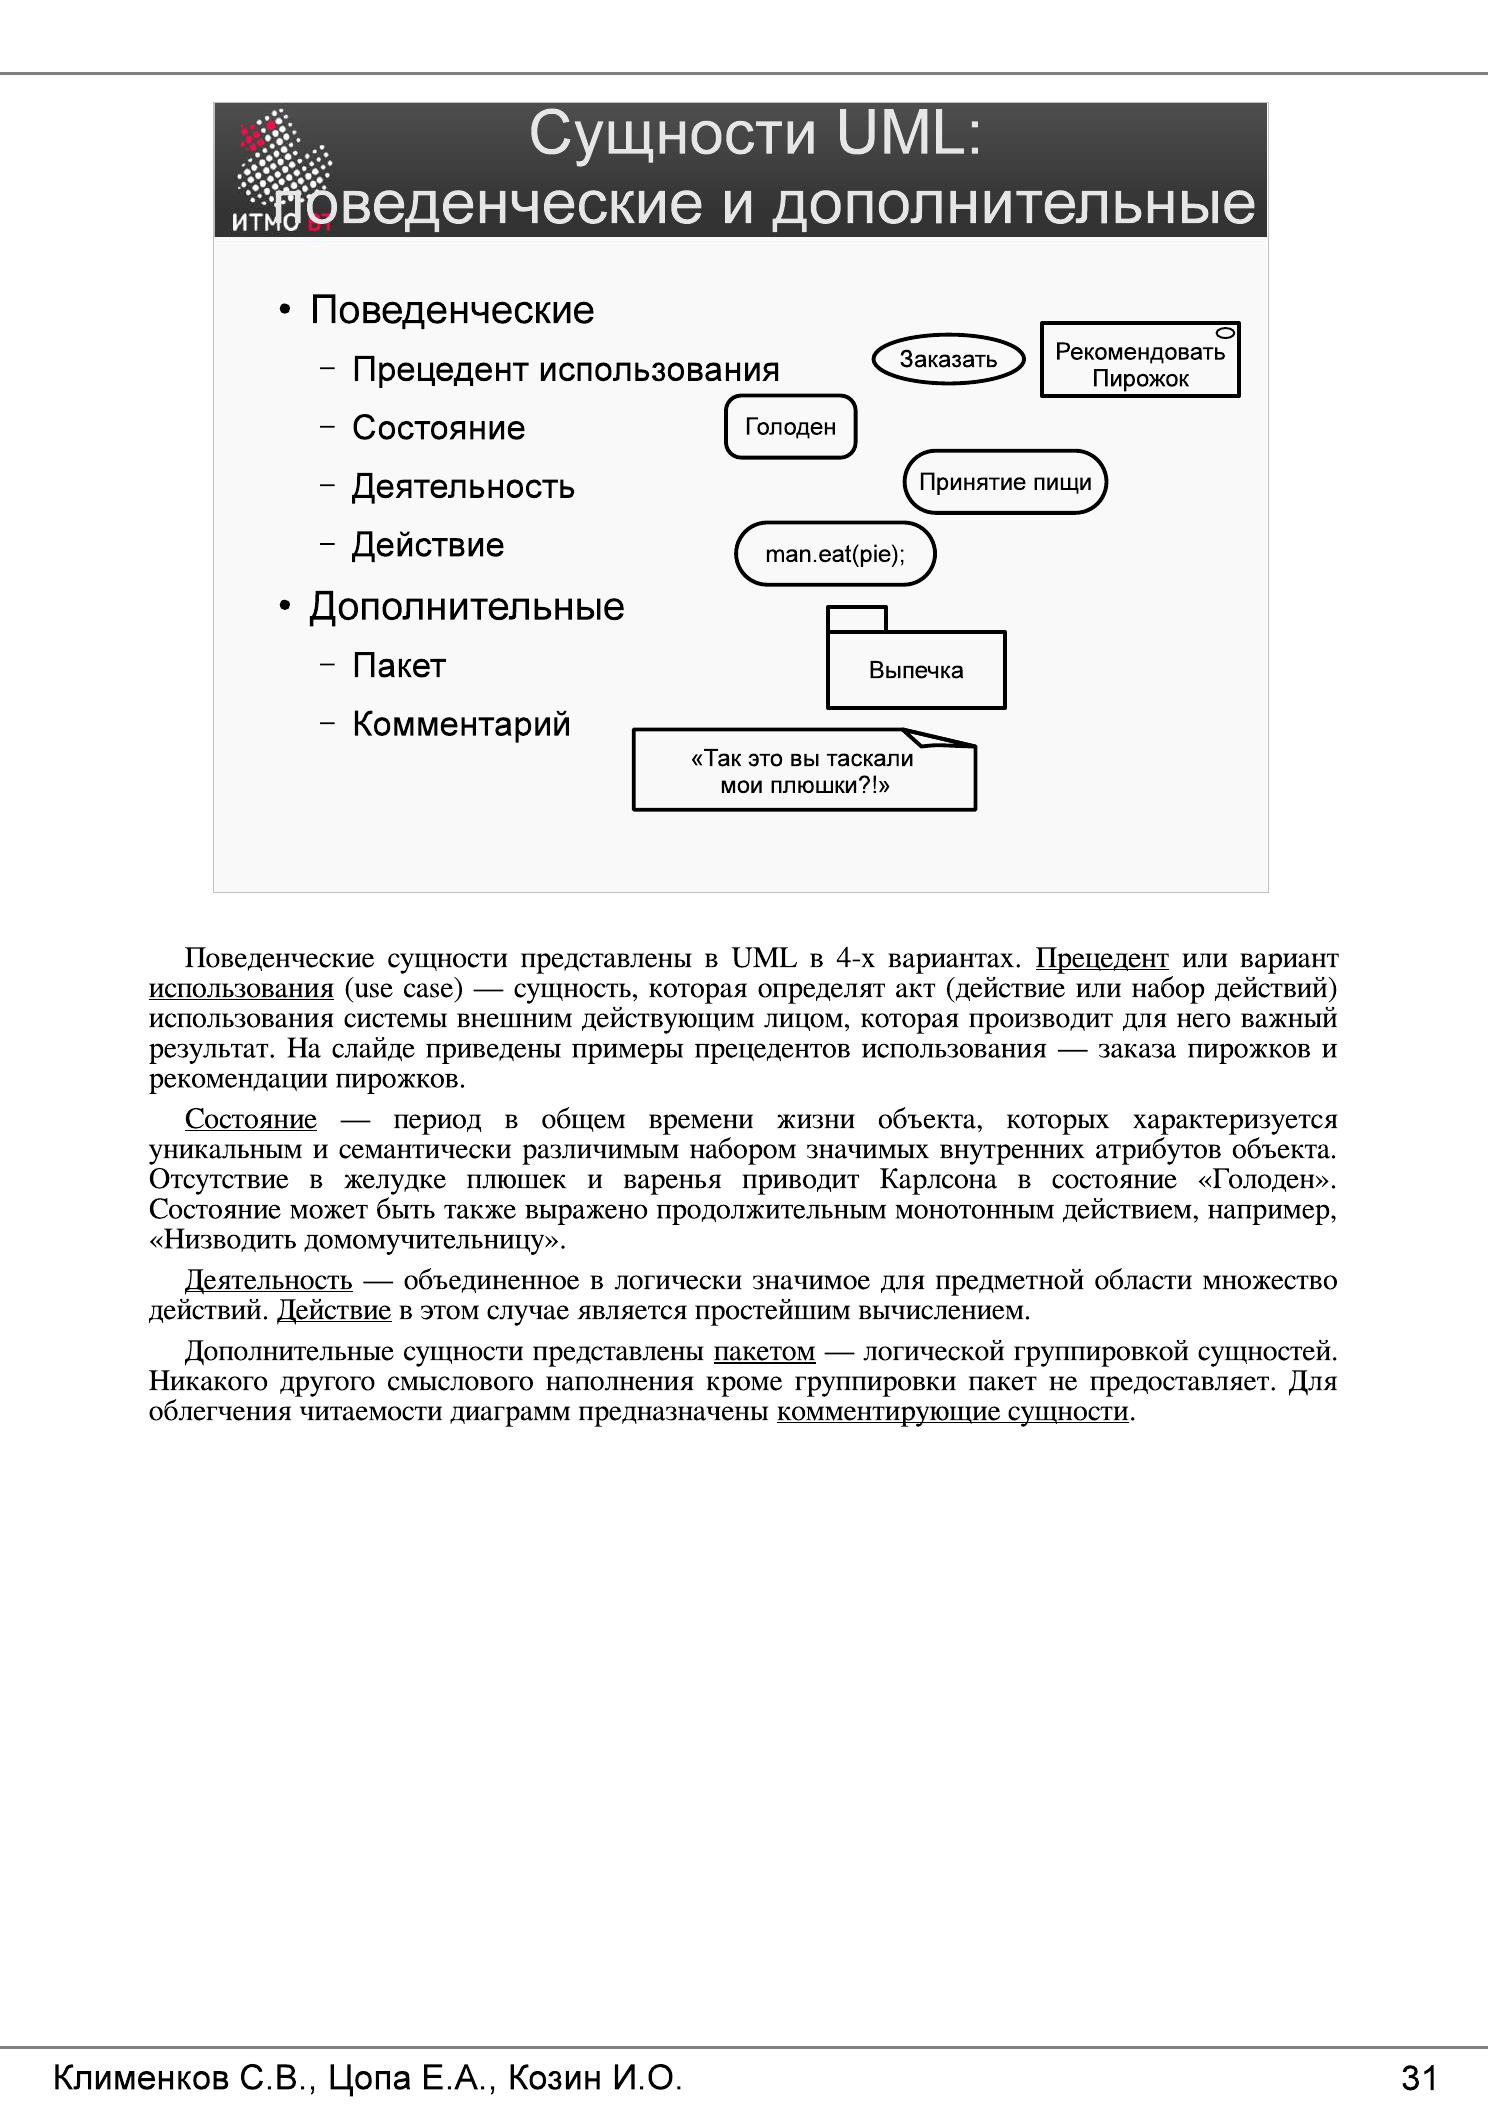 Сущности UML:
поведенческие и дополнительные
ИТМО ВТ
• Поведенческие
– Прецедент использования
Заказать
Рекомендовать
Пирожок
– Состояние
Голоден
– Деятельность
Принятие пищи
– Действие
man.eat(pie);
• Дополнительные
– Пакет
Выпечка
– Комментарий
«Так это вы таскали
мои плюшки?!»
Поведенческие сущности представлены в UML в 4-х вариантах. Прецедент или вариант
использования (use case) — сущность, которая определят акт (действие или набор действий)
использования системы внешним действующим лицом, которая производит для него важный
результат. На слайде приведены примеры прецедентов использования — заказа пирожков и
рекомендации пирожков.
Состояние — период в общем времени жизни объекта, которых характеризуется
уникальным и семантически различимым набором значимых внутренних атрибутов объекта.
Отсутствие в желудке плюшек и варенья приводит Карлсона в состояние «Голоден».
Состояние может быть также выражено продолжительным монотонным действием, например,
«Низводить домомучительницу».
Деятельность — объединенное в логически значимое для предметной области множество
действий. Действие в этом случае является простейшим вычислением.
Дополнительные сущности представлены пакетом — логической группировкой сущностей.
Никакого другого смыслового наполнения кроме группировки пакет не предоставляет. Для
облегчения читаемости диаграмм предназначены комментирующие сущности.
Клименков С.В., Цопа Е.А., Козин И.О.
31